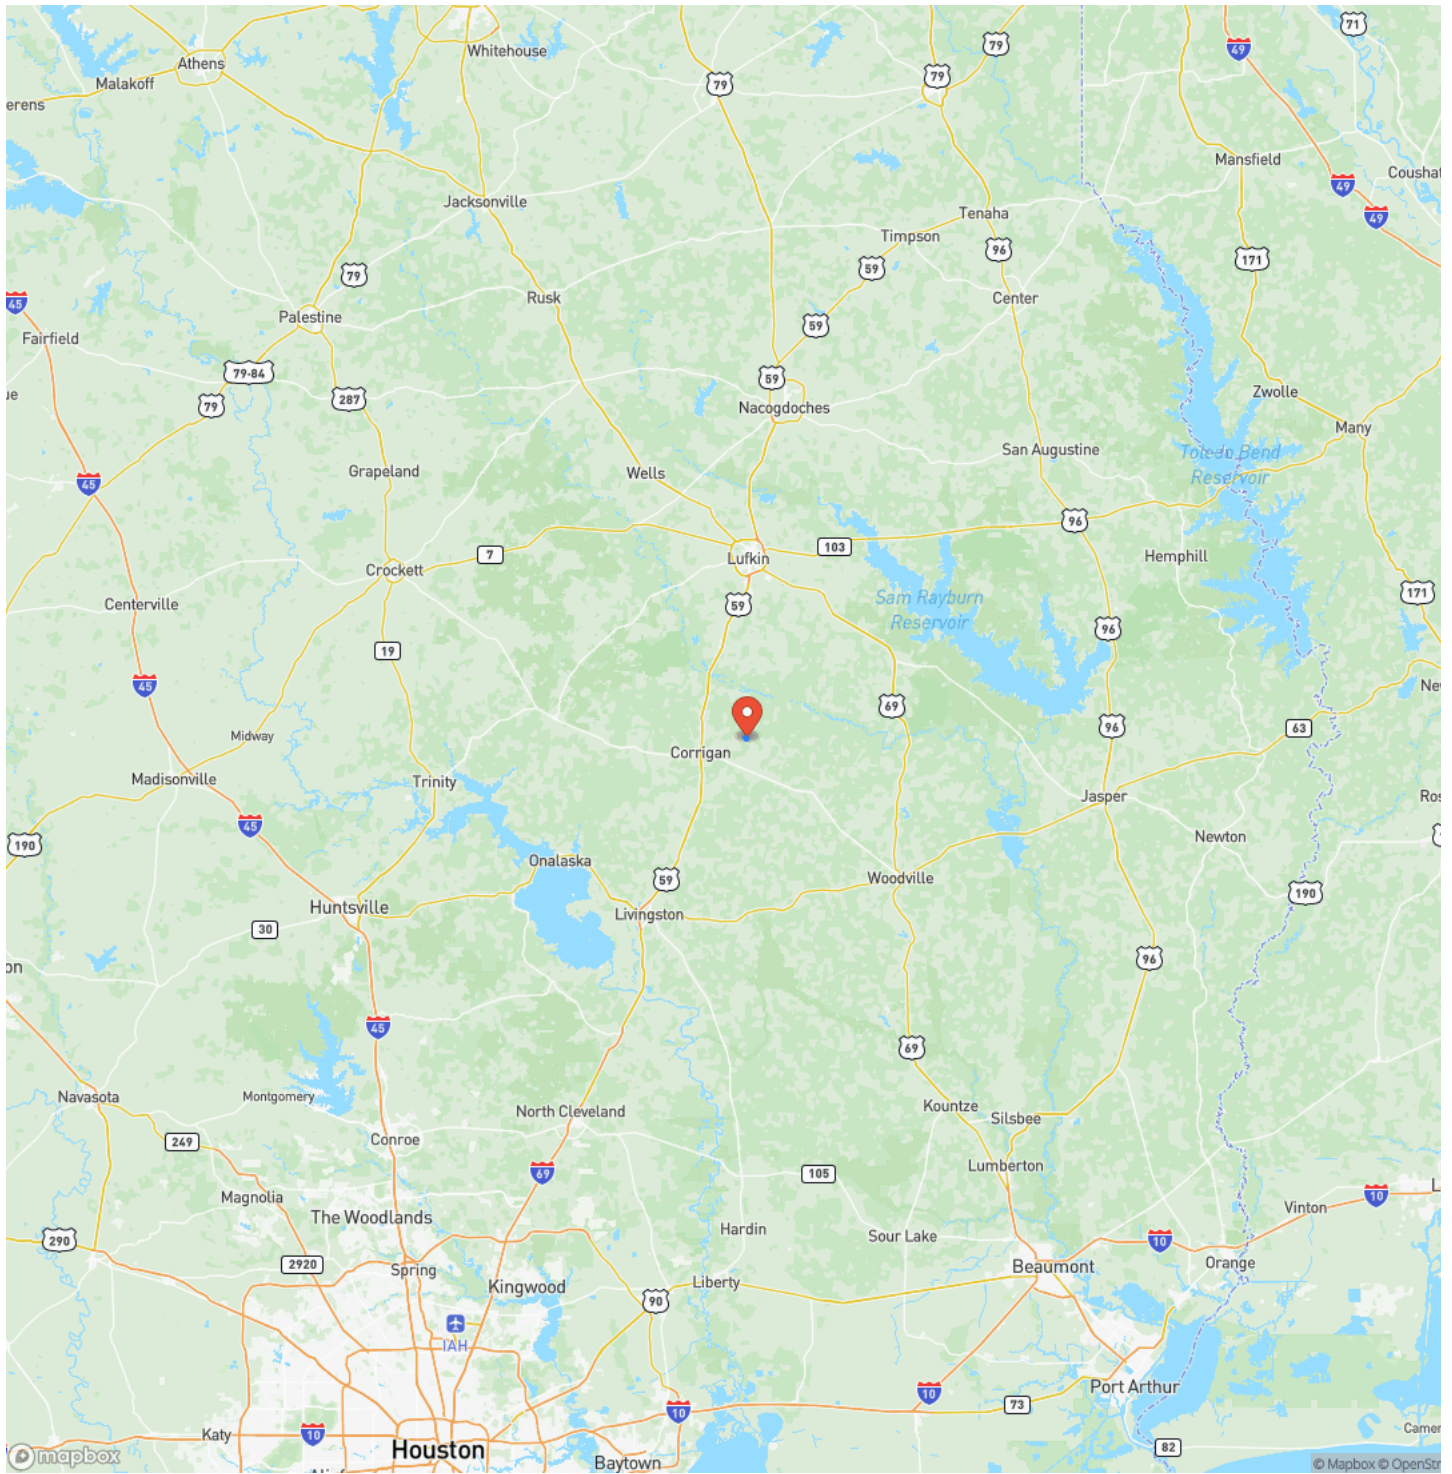 71
Whitehouse
79
49
Athens
79
79
Malakoff
erens
Mansfield
Coushat
49
49
Jacksonville
Tenaha
Timpson
96
171
59
79
Rusk
Center
45
Palestine
59
Fairfield
79-84
59
Zwolle
ue
287
79
Nacogdoches
Many
San Augustine
Toledo Bend
Reservoir
Grapeland
Wells
45
96
103
7
Lufkin
Hemphill
Crockett
171
Sam Rayburn
Reservoir
Centerville
59
96
19
45
Ne
69
96
63
Midway
Corrigan
Madisonville
Trinity
Jasper
Ros
45
190
Newton
Onalaska
59
Woodville
190
Huntsville
Livingston
30
96
on
45
69
Navasota
Montgomery
North Cleveland
Kountze
Silsbee
Conroe
249
69
105
Lumberton
Magnolia
10
L
Vinton
The Woodlands
Hardin
Sour Lake
290
10
2920
Spring
Beaumont
Orange
Kingwood
Liberty
90
IAH
Port Arthur
10
73
10
Katy
10
Camer
Houston
82
mapbox
Baytown
© Mapbox © OpenStr